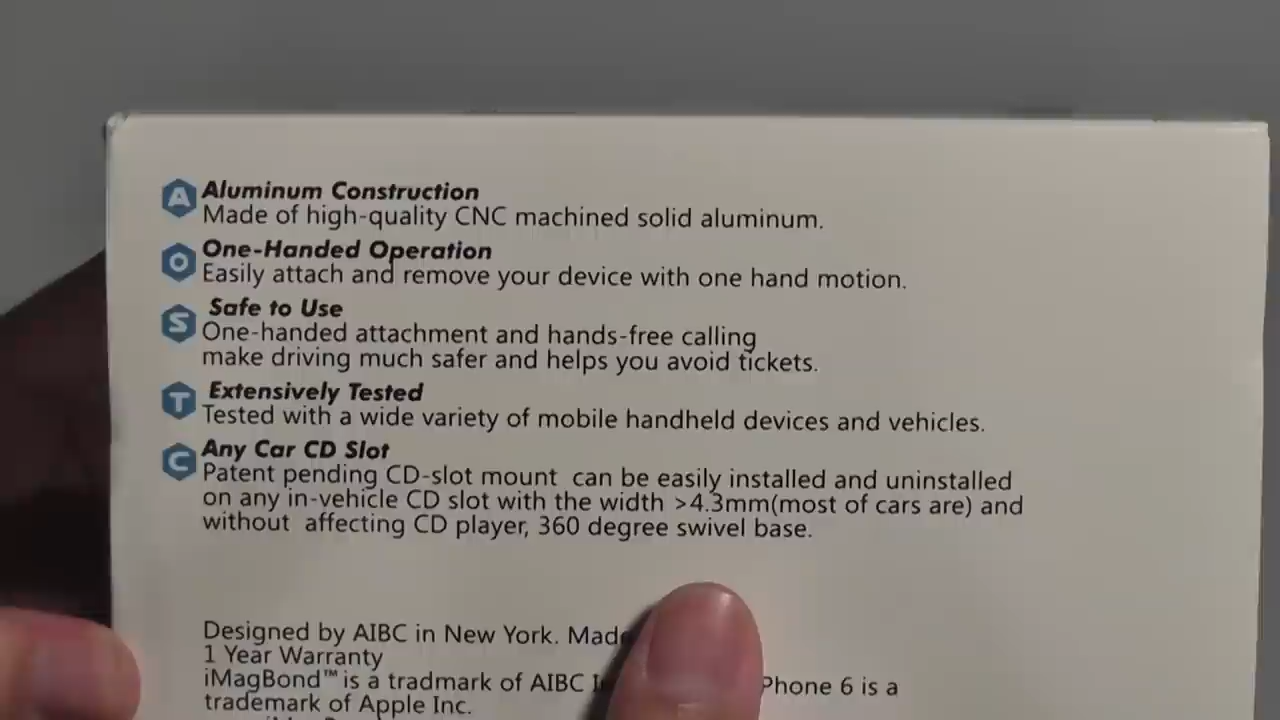 A Aluminum Construction
Made of high-quality CNC machined solid aluminum.
O One-Handed Operation
Easily attach and remove your device with one hand motion.
S Safe to Use
One-handed attachment and hands-free calling
make driving much safer and helps you avoid tickets.
T Extensively Tested
Tested with a wide variety of mobile handheld devices and vehicles.
C Any Car CD Slot
Patent pending CD-slot mount can be easily installed and uninstalled
on any in-vehicle CD slot with the width >4.3mm(most of cars are) and
without affecting CD player, 360 degree swivel base.
Designed by AIBC in New York. Made
1 Year Warranty
iMagBond™ is a tradmark of AIBC Phone 6 is a
trademark of Apple Inc.